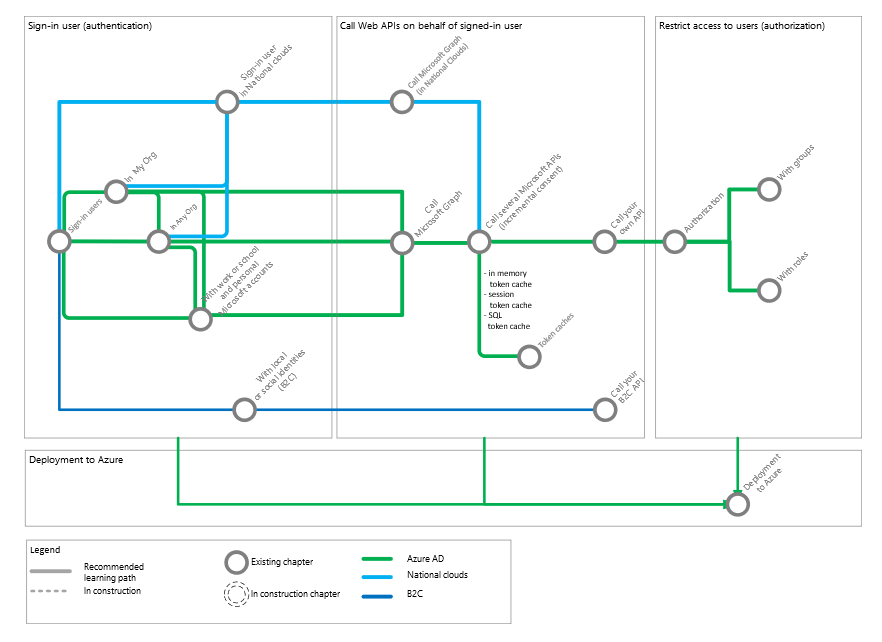 Sign-in user (authentication)
Call Web APIs on behalf of signed-in user
Restrict access to users (authorization)
Sign-in user
in National clouds
Call Microsoft Graph
(in National Clouds)
In My Org
Sign-in users
In Any Org
With work or school
and personal
Microsoft accounts
With local
or social identities
(B2C)
Call
Microsoft Graph
Call several Microsoft APIs
(incremental consent)
- in memory
token cache
- session
token cache
- SQL
token cache
Token caches
Call your
own API
Call your
B2C API
Authorization
With groups
With roles
Deployment to Azure
Deployment
to Azure
Legend
Recommended
learning path
In construction
Existing chapter
In construction chapter
Azure AD
National clouds
B2C